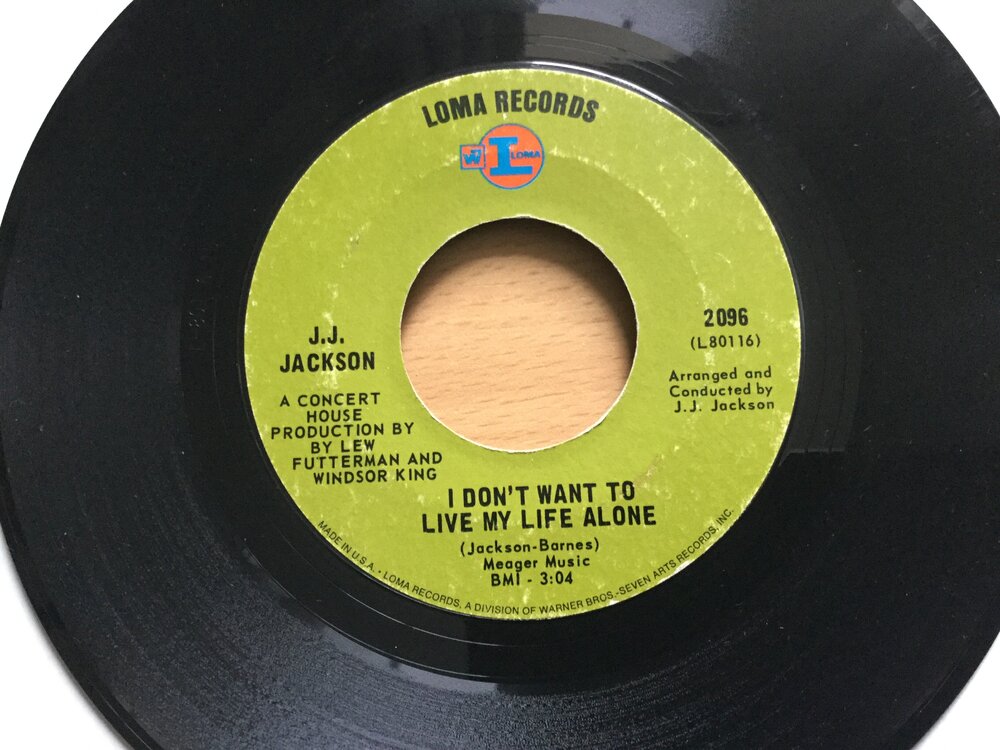 LOMA RECORDS
W7 L LOMA
J.J.
JACKSON
A CONCERT
HOUSE
PRODUCTION BY
BY LEW
FUTTERMAN AND
WINDSOR KING
2096
(L80116)
Arranged and
Conducted by
J.J. Jackson
I DON'T WANT TO
LIVE MY LIFE ALONE
(Jackson-Barnes)
Meager Music
BMI - 3:04
MADE IN U.S.A. • LOMA RECORDS, A DIVISION OF WARNER BROS.-SEVEN ARTS RECORDS, INC.